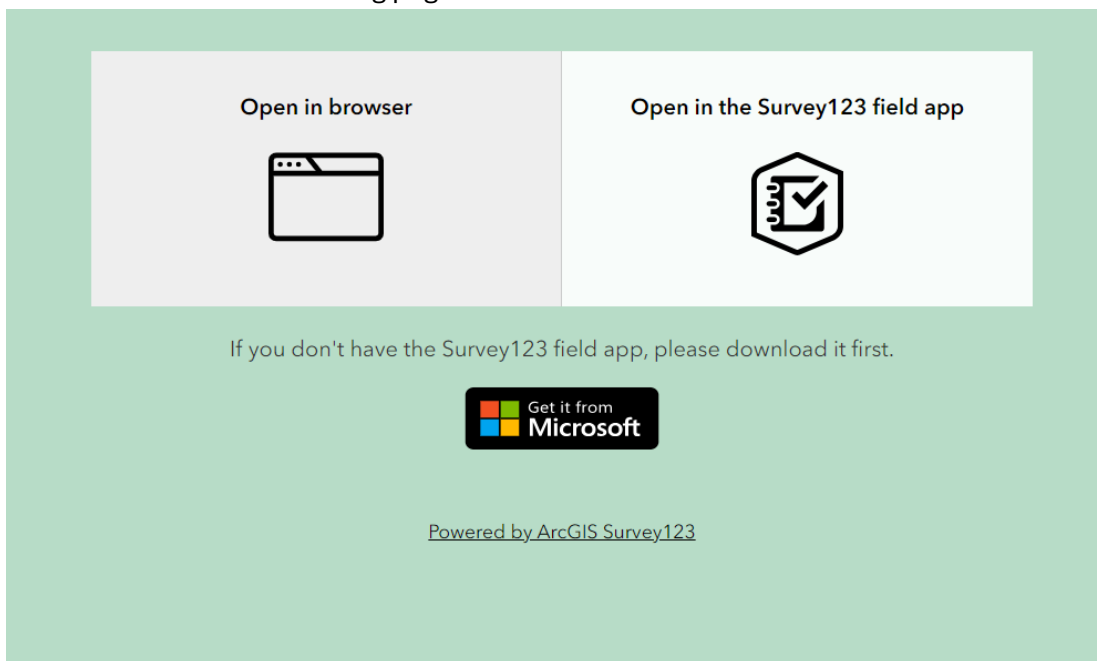 Open in browser
Open in the Survey123 field app
If you don't have the Survey123 field app, please download it first.
Get it from
Microsoft
Powered by ArcGIS Survey123